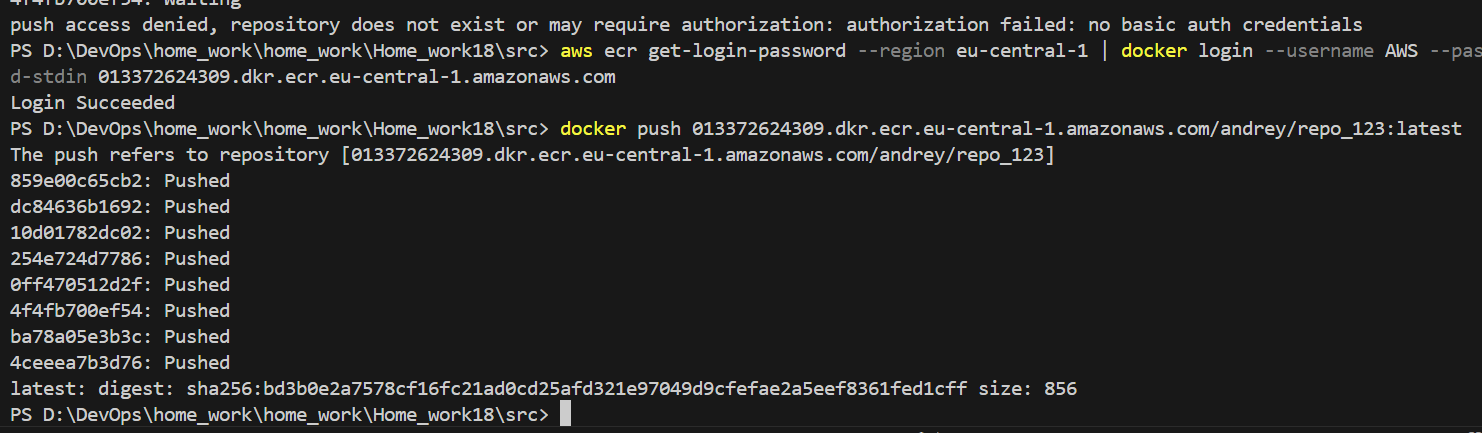 4f4fb700ef54: Waiting
push access denied, repository does not exist or may require authorization: authorization failed: no basic auth credentials
PS D:\DevOps\home_work\home_work\Home_work18\src> aws ecr get-login-password --region eu-central-1 | docker login --username AWS --pas
d-stdin 013372624309.dkr.ecr.eu-central-1.amazonaws.com
Login Succeeded
PS D:\DevOps\home_work\home_work\Home_work18\src> docker push 013372624309.dkr.ecr.eu-central-1.amazonaws.com/andrey/repo_123:latest
The push refers to repository [013372624309.dkr.ecr.eu-central-1.amazonaws.com/andrey/repo_123]
859e00c65cb2: Pushed
dc84636b1692: Pushed
10d01782dc02: Pushed
254e724d7786: Pushed
0ff470512d2f: Pushed
4f4fb700ef54: Pushed
ba78a05e3b3c: Pushed
4ceeea7b3d76: Pushed
latest: digest: sha256:bd3b0e2a7578cf16fc21ad0cd25afd321e97049d9cfefae2a5eef8361fed1cff size: 856
PS D:\DevOps\home_work\home_work\Home_work18\src>